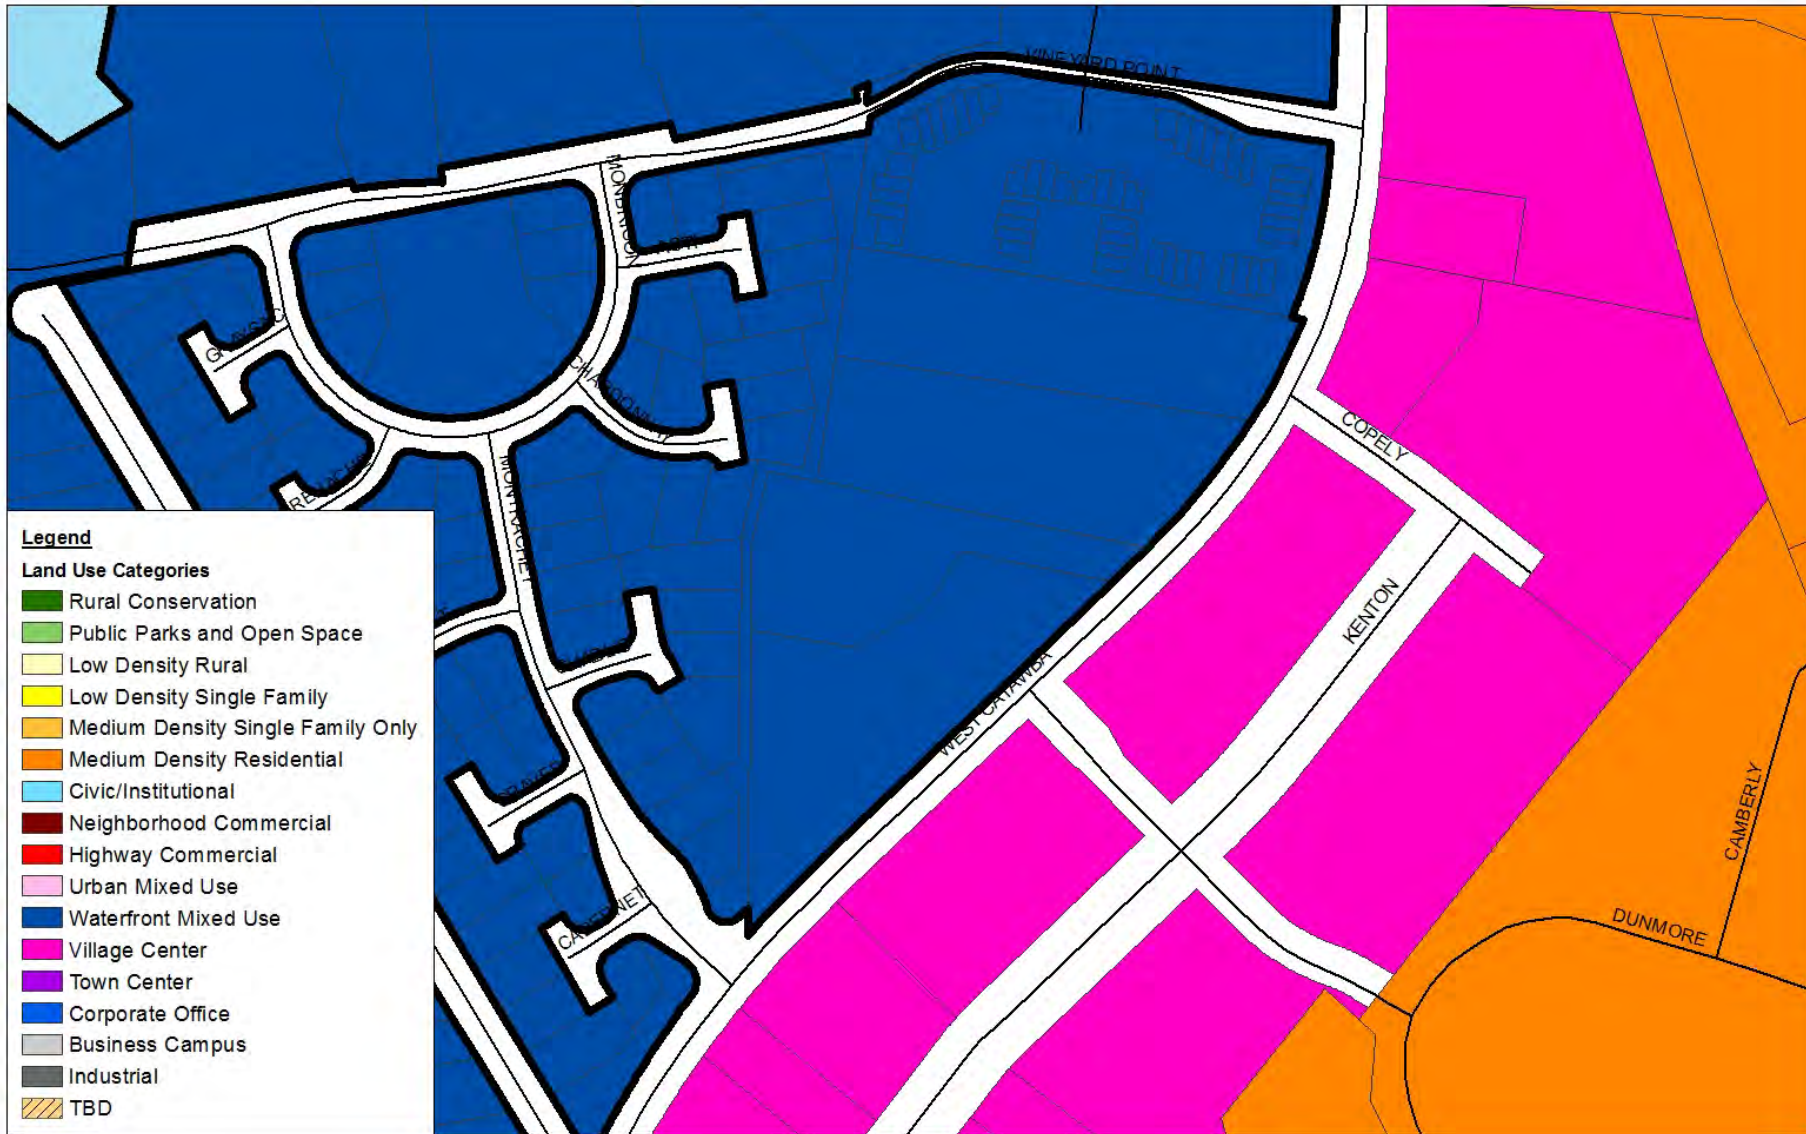 VINEYARD POINT
MONTRACHET
COPELY
KENTON
WEST CATAWBA
CAMBERLY
DUNMORE
CABERNET
Legend
Land Use Categories
Rural Conservation
Public Parks and Open Space
Low Density Rural
Low Density Single Family
Medium Density Single Family Only
Medium Density Residential
Civic/Institutional
Neighborhood Commercial
Highway Commercial
Urban Mixed Use
Waterfront Mixed Use
Village Center
Town Center
Corporate Office
Business Campus
Industrial
TBD